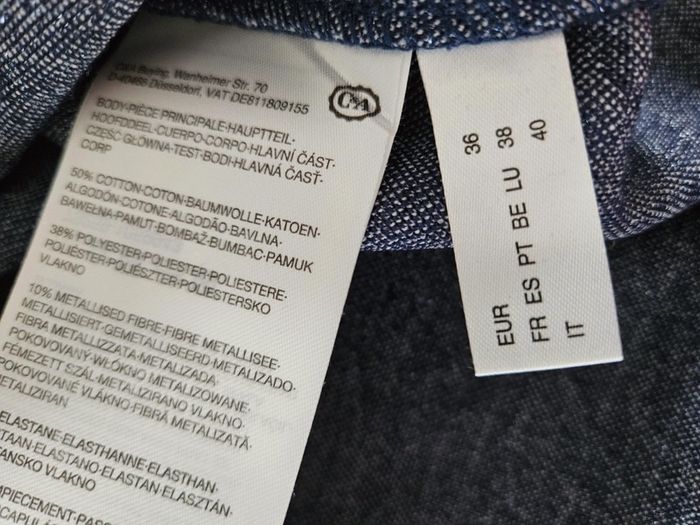 C&A Buying, Wanheimer Str. 70
D-40468 Düsseldorf, VAT DE811809155
C&A
BODY·PIÈCE PRINCIPALE·HAUPTTEIL·
HOOFDDEEL·CUERPO·CORPO·HLAVNÍ ČÁST·
CZEŚĆ GŁÓWNA·TEST·BODI·HLAVNÁ ČASŤ·
CORP
50% COTTON·COTON·BAUMWOLLE·KATOEN·
ALGODÓN·COTONE·ALGODÃO·BAVLNA·
BAWEŁNA·PAMUT·BOMBAŽ·BUMBAC·PAMUK
38% POLYESTER·POLIÉSTER·POLIESTERE·
POLIÉSTER·POLIÉSZTER·POLIESTERSKO
VLAKNO
10% METALLISED FIBRE·FIBRE METALLISEE·
METALLISIERT·GEMETALLISEERD·METALIZADO·
FIBRA METALLIZZATA·METALIZADA·
POKOVOVANÝ·WŁÓKNO METALIZOWANE·
FÉMEZETT SZÁL·METALIZIRANO VLAKNO·
POKOVOVANÉ VLÁKNO·FIBRĂ METALIZATĂ·
METALIZIRAN
ELASTANE·ELASTHANNE·ELASTHAN·
ELASTAAN·ELASTANO·ELASTAN ELASZTÁN·
VLAKNO
EUR 36
FR ES PT BE LU 38
IT 40